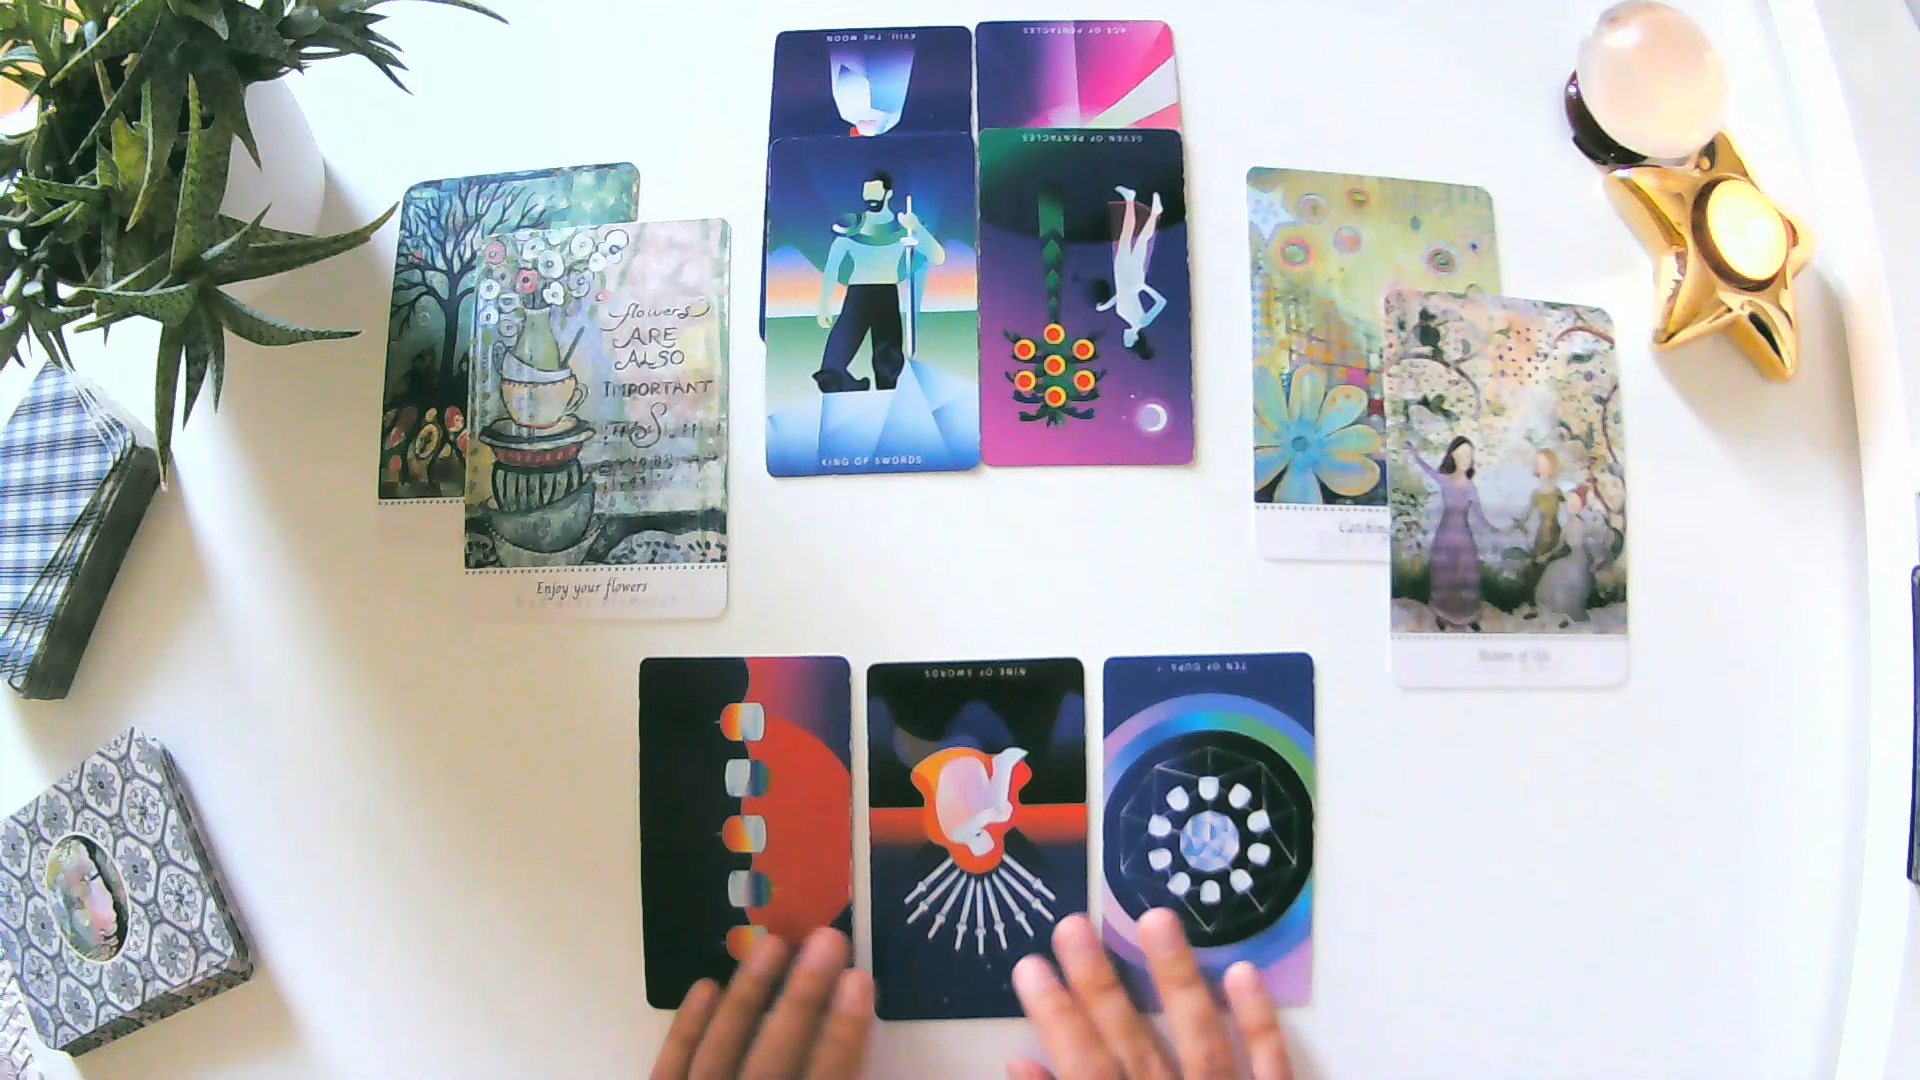 XVIII. THE MOON
ACE OF PENTACLES
SEVEN OF PENTACLES
KING OF SWORDS
flowers
ARE
ALSO
IMPORTANT
Enjoy your flowers
NINE OF SWORDS
TEN OF CUPS